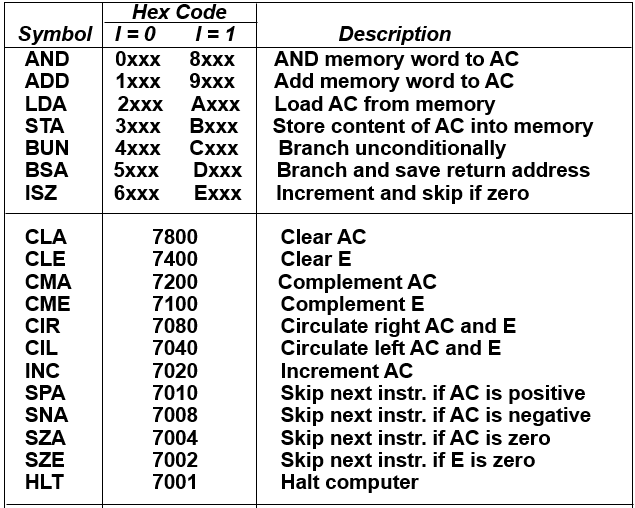 Hex Code
Symbol I = 0 I = 1 Description
AND 0xxx 8xxx AND memory word to AC
ADD 1xxx 9xxx Add memory word to AC
LDA 2xxx Axxx Load AC from memory
STA 3xxx Bxxx Store content of AC into memory
BUN 4xxx Cxxx Branch unconditionally
BSA 5xxx Dxxx Branch and save return address
ISZ 6xxx Exxx Increment and skip if zero
CLA 7800 Clear AC
CLE 7400 Clear E
CMA 7200 Complement AC
CME 7100 Complement E
CIR 7080 Circulate right AC and E
CIL 7040 Circulate left AC and E
INC 7020 Increment AC
SPA 7010 Skip next instr. if AC is positive
SNA 7008 Skip next instr. if AC is negative
SZA 7004 Skip next instr. if AC is zero
SZE 7002 Skip next instr. if E is zero
HLT 7001 Halt computer